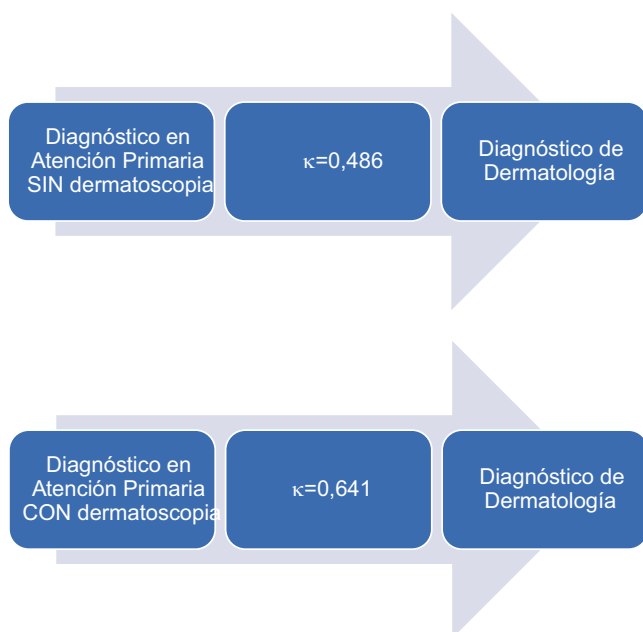 Diagnóstico en
Atención Primaria
SIN dermatoscopia
κ=0,486
Diagnóstico de
Dermatología
Diagnóstico en
Atención Primaria
CON dermatoscopia
κ=0,641
Diagnóstico de
Dermatología